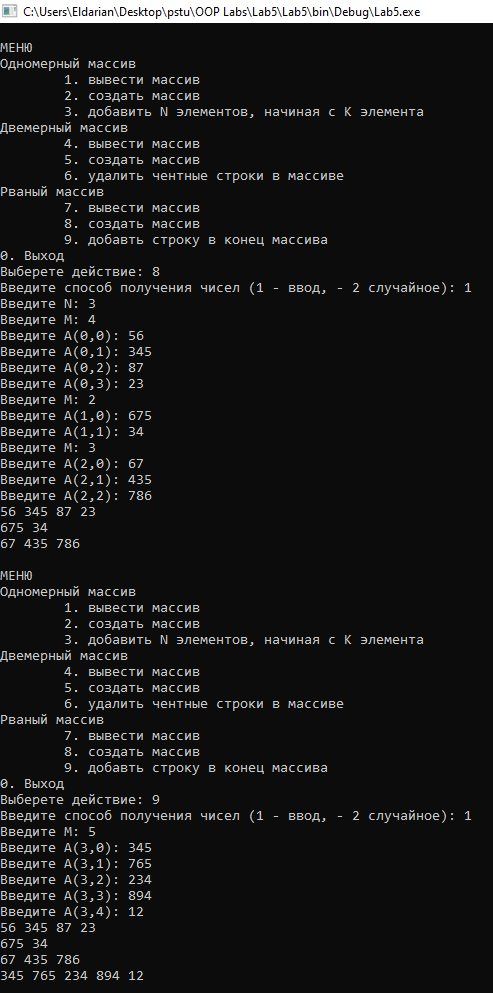 C:\Users\Eldarian\Desktop\pstu\OOP Labs\Lab5\Lab5\bin\Debug\Lab5.exe
МЕНЮ
Одномерный массив
1. вывести массив
2. создать массив
3. добавить N элементов, начиная с К элемента
Двемерный массив
4. вывести массив
5. создать массив
6. удалить чентные строки в массиве
Рваный массив
7. вывести массив
8. создать массив
9. добавть строку в конец массива
0. Выход
Выберете действие: 8
Введите способ получения чисел (1 - ввод, - 2 случайное): 1
Введите N: 3
Введите M: 4
Введите A(0,0): 56
Введите A(0,1): 345
Введите A(0,2): 87
Введите A(0,3): 23
Введите M: 2
Введите A(1,0): 675
Введите A(1,1): 34
Введите M: 3
Введите A(2,0): 67
Введите A(2,1): 435
Введите A(2,2): 786
56 345 87 23
675 34
67 435 786
МЕНЮ
Одномерный массив
1. вывести массив
2. создать массив
3. добавить N элементов, начиная с К элемента
Двемерный массив
4. вывести массив
5. создать массив
6. удалить чентные строки в массиве
Рваный массив
7. вывести массив
8. создать массив
9. добавть строку в конец массива
0. Выход
Выберете действие: 9
Введите способ получения чисел (1 - ввод, - 2 случайное): 1
Введите M: 5
Введите A(3,0): 345
Введите A(3,1): 765
Введите A(3,2): 234
Введите A(3,3): 894
Введите A(3,4): 12
56 345 87 23
675 34
67 435 786
345 765 234 894 12